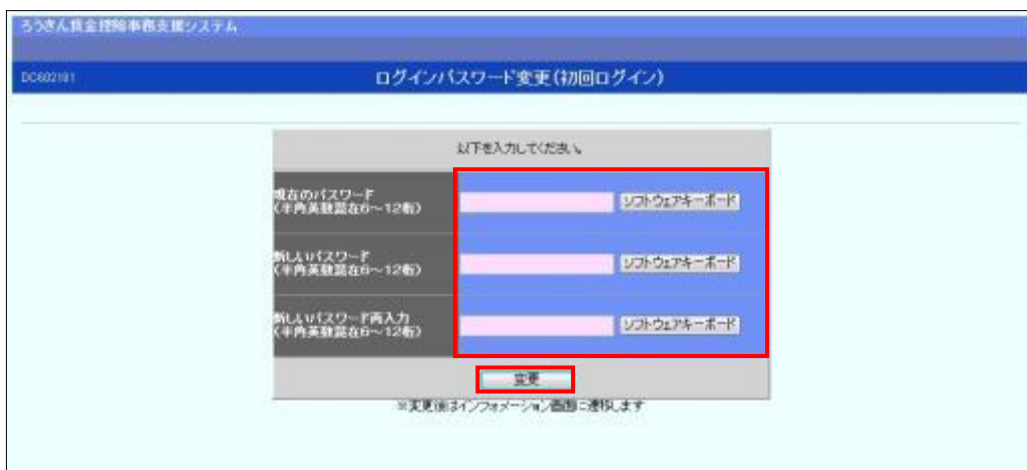 ろうきん賃金控除事務支援システム
DC602101
ログインパスワード変更(初回ログイン)
以下を入力してください。
現在のパスワード
(半角英数混在6~12桁)
ソフトウェアキーボード
新しいパスワード
(半角英数混在6~12桁)
ソフトウェアキーボード
新しいパスワード再入力
(半角英数混在6~12桁)
ソフトウェアキーボード
変更
※変更後はインフォメーション画面に遷移します